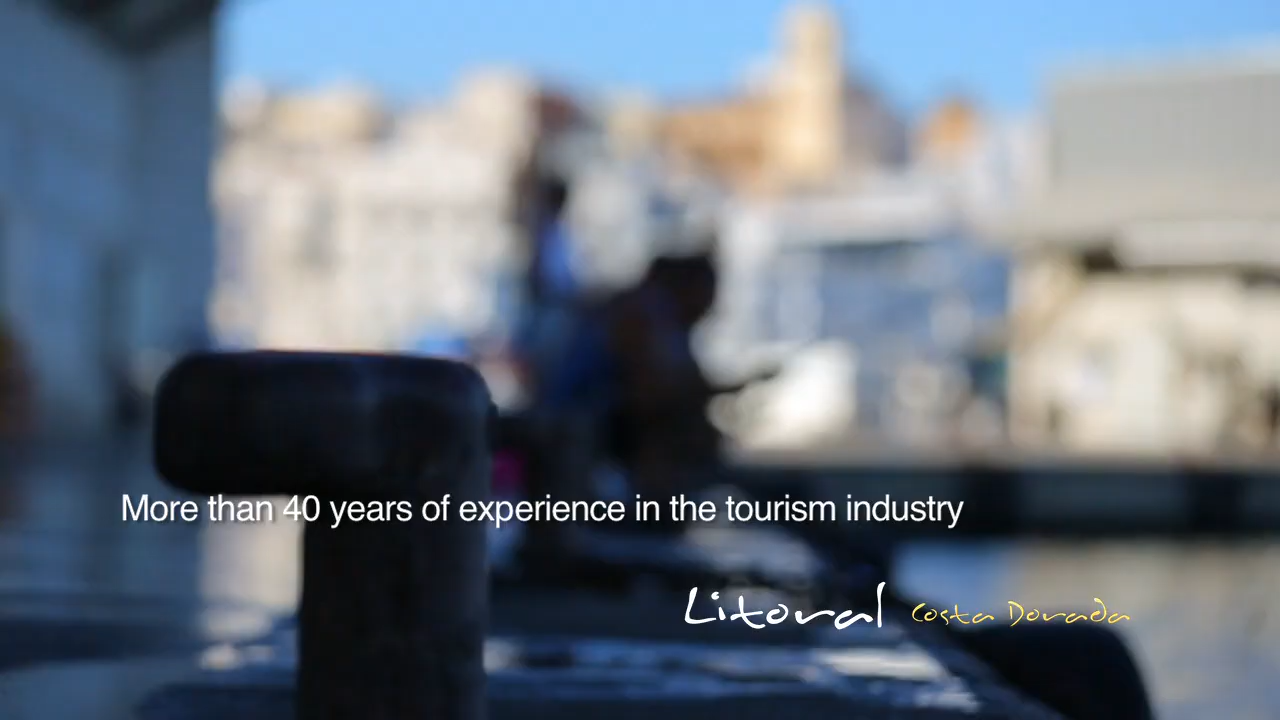 More than 40 years of experience in the tourism industry
Litoral Costa Dorada